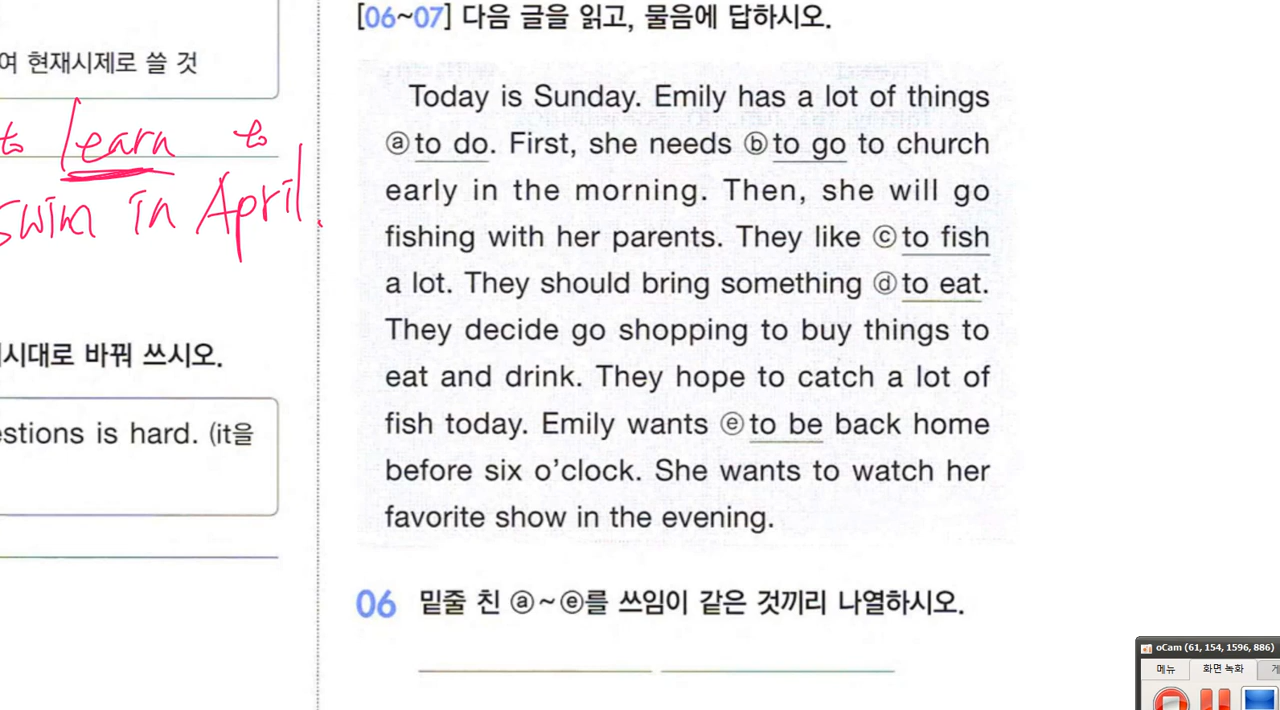 여 현재시제로 쓸 것
to learn to
swim in April.
시대로 바꿔 쓰시오.
estions is hard. (it을
[06~07] 다음 글을 읽고, 물음에 답하시오.
Today is Sunday. Emily has a lot of things
ⓐ to do. First, she needs ⓑ to go to church
early in the morning. Then, she will go
fishing with her parents. They like ⓒ to fish
a lot. They should bring something ⓓ to eat.
They decide go shopping to buy things to
eat and drink. They hope to catch a lot of
fish today. Emily wants ⓔ to be back home
before six o'clock. She wants to watch her
favorite show in the evening.
06 밑줄 친 ⓐ~ⓔ를 쓰임이 같은 것끼리 나열하시오.
oCam (61, 154, 1596, 886)
메뉴 화면 녹화